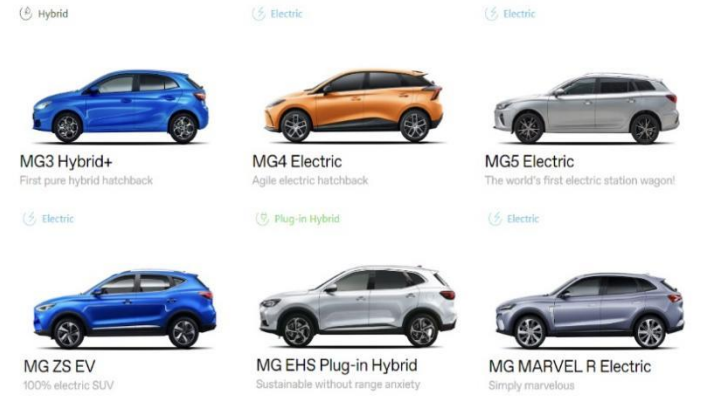 Hybrid
Electric
Electric
MG3 Hybrid+
First pure hybrid hatchback
MG4 Electric
Agile electric hatchback
MG5 Electric
The world's first electric station wagon!
Electric
Plug-in Hybrid
Electric
MG ZS EV
100% electric SUV
MG EHS Plug-in Hybrid
Sustainable without range anxiety
MG MARVEL R Electric
Simply marvelous